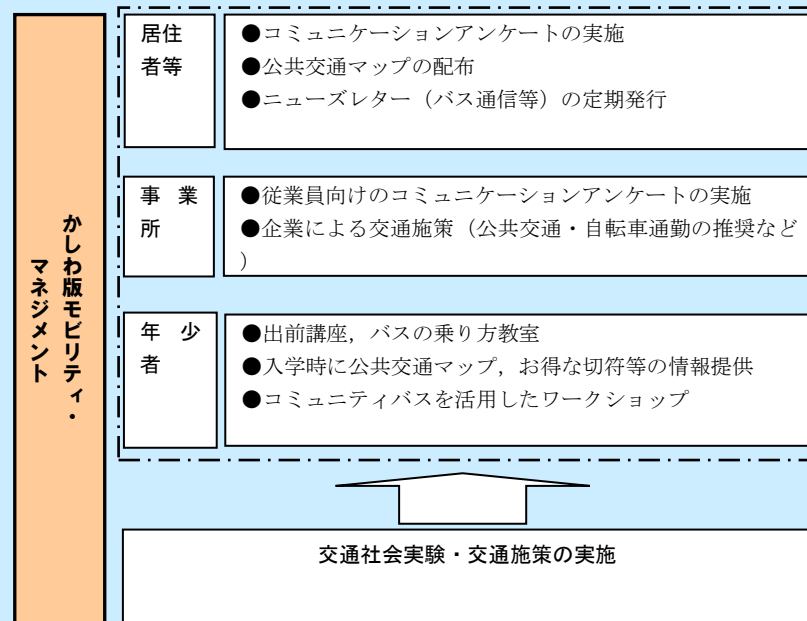 かしわ版モビリティ・
マネジメント
居住
者等
●コミュニケーションアンケートの実施
●公共交通マップの配布
●ニューズレター（バス通信等）の定期発行
事　業
所
●従業員向けのコミュニケーションアンケートの実施
●企業による交通施策（公共交通・自転車通勤の推奨など
）
年　少
者
●出前講座，バスの乗り方教室
●入学時に公共交通マップ，お得な切符等の情報提供
●コミュニティバスを活用したワークショップ
交通社会実験・交通施策の実施